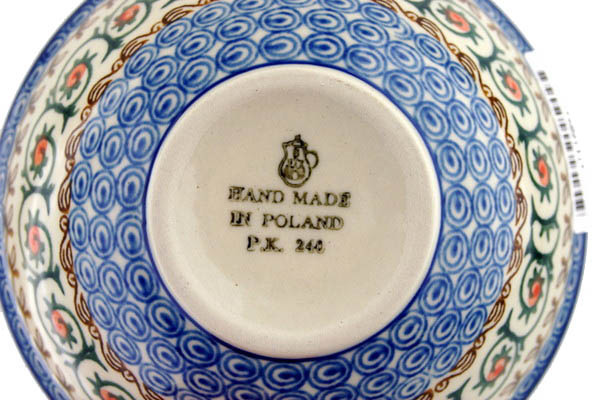 HAND MADE
IN POLAND
P.K. 240